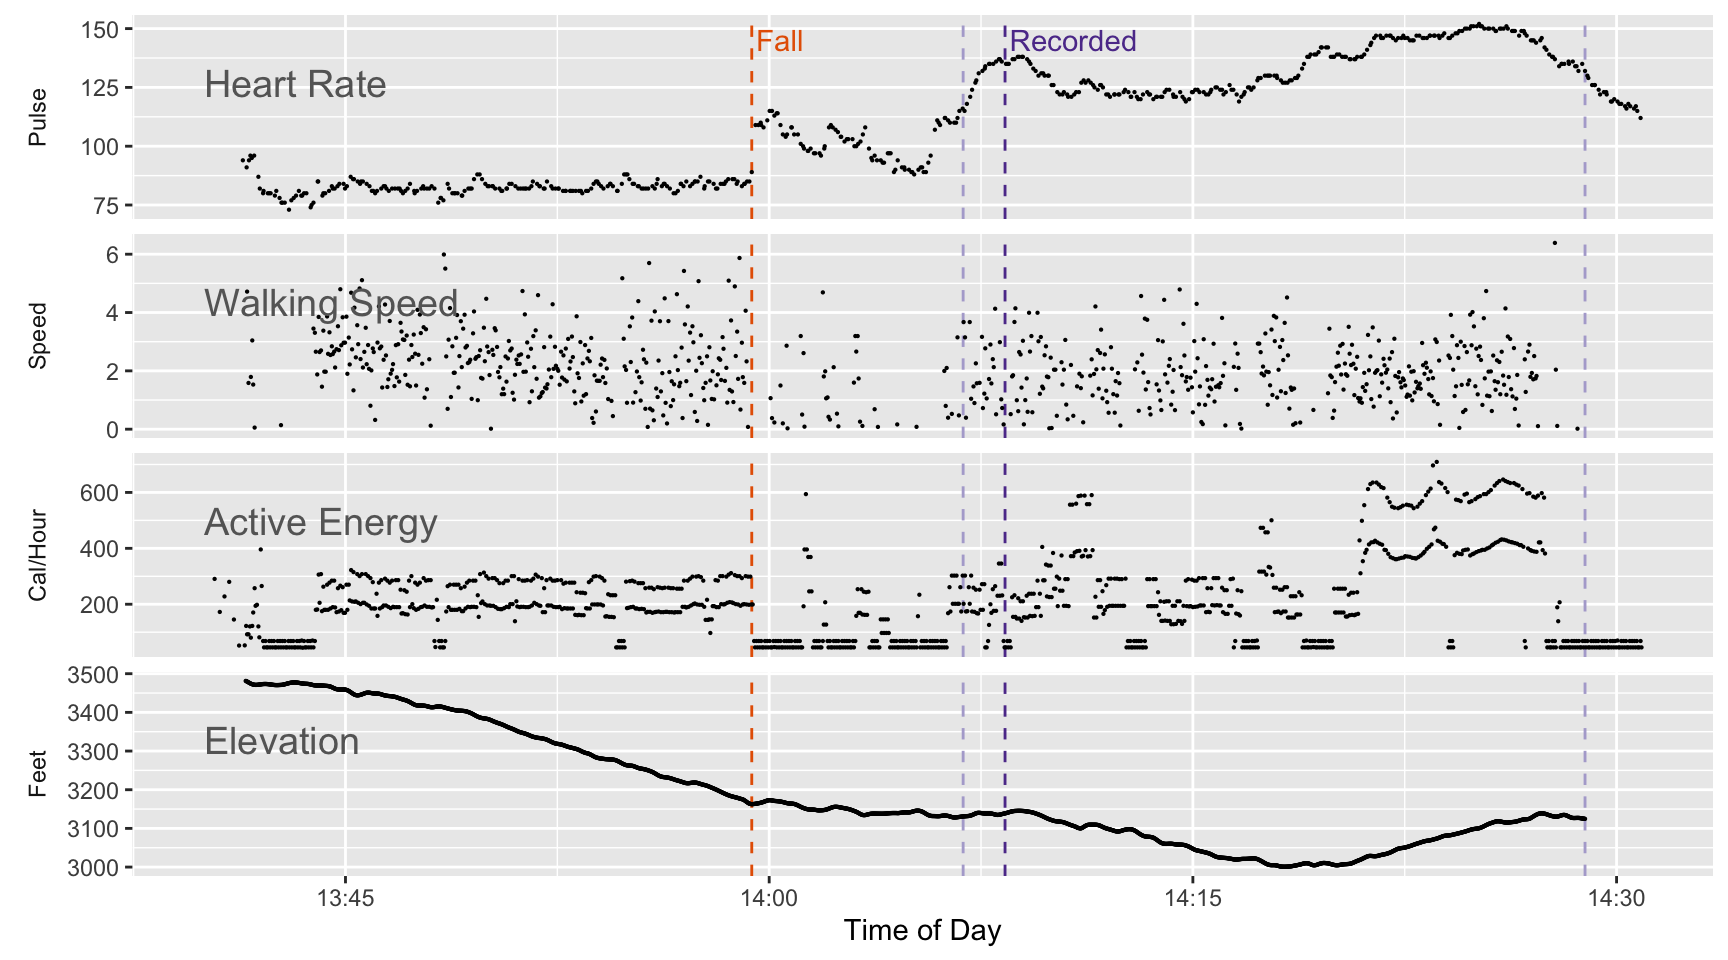 Pulse
150
125
100
75
Heart Rate
Fall
Recorded
Speed
6
4
2
0
Walking Speed
Cal/Hour
600
400
200
Active Energy
Feet
3500
3400
3300
3200
3100
3000
Elevation
13:45 14:00 14:15 14:30
Time of Day